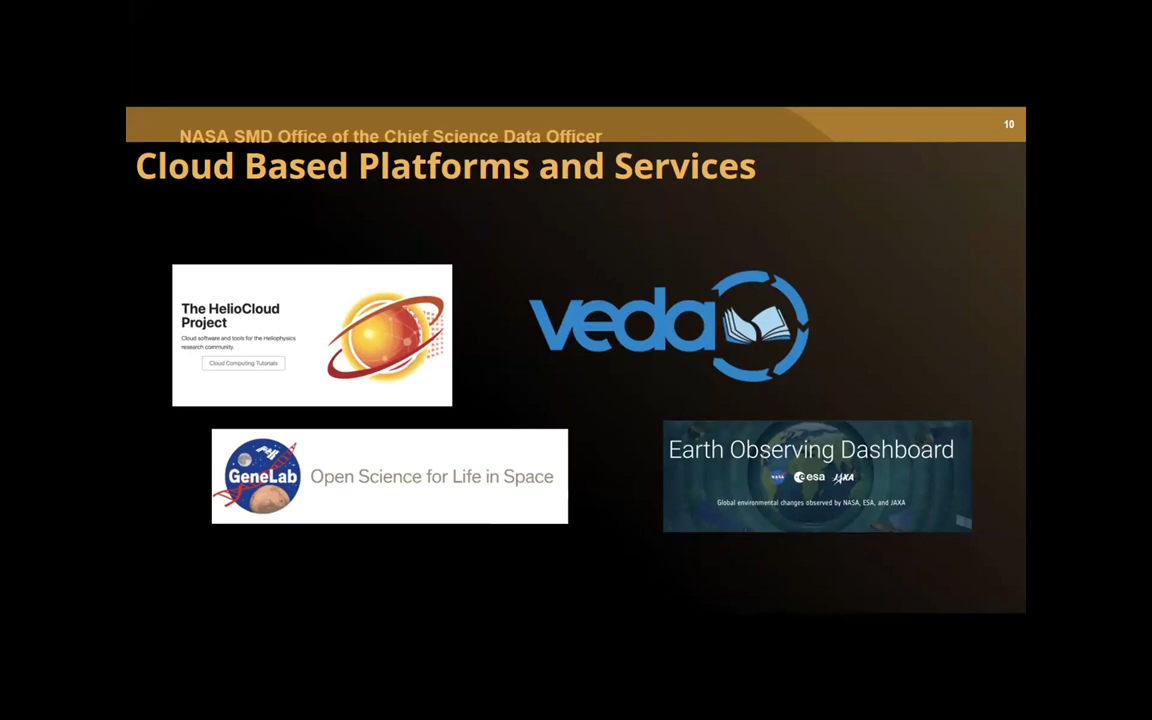 10
NASA SMD Office of the Chief Science Data Officer
Cloud Based Platforms and Services
The HelioCloud
Project
Cloud software and tools for the Heliophysics
research community.
Cloud Computing Tutorials
veda
GeneLab
Open Science for Life in Space
Earth Observing Dashboard
NASA esa JAXA
Global environmental changes observed by NASA, ESA, and JAXA